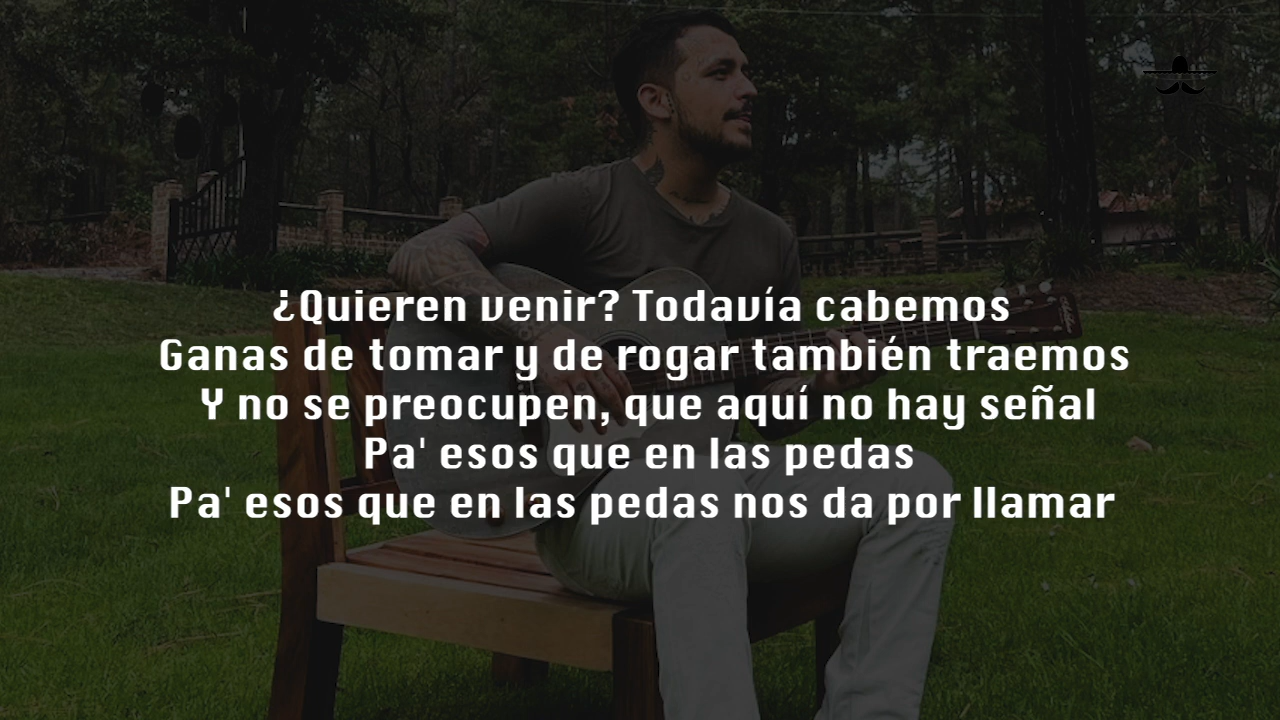 ¿Quieren venir? Todavía cabemos
Ganas de tomar y de rogar también traemos
Y no se preocupen, que aquí no hay señal
Pa' esos que en las pedas
Pa' esos que en las pedas nos da por llamar